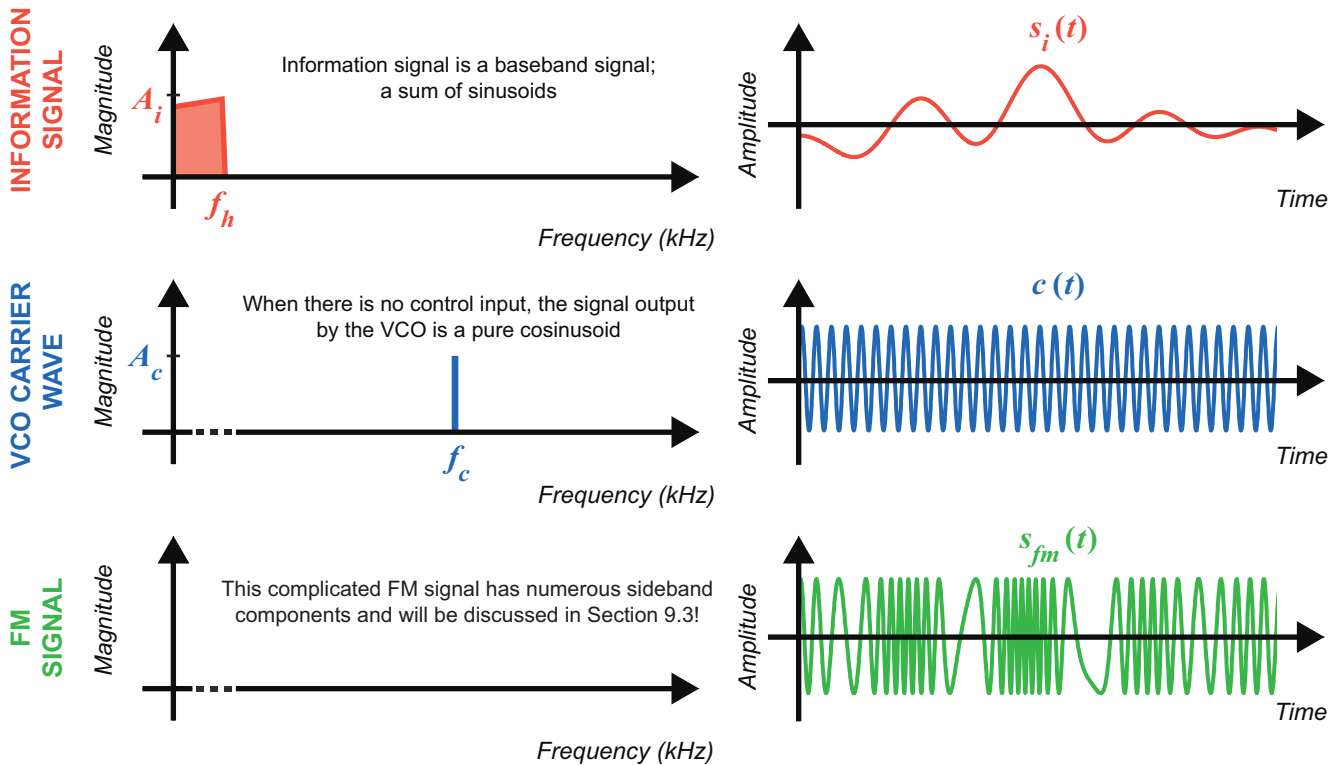 INFORMATION
SIGNAL
Magnitude
A_i
f_h
Information signal is a baseband signal;
a sum of sinusoids
Frequency (kHz)
s_i(t)
Amplitude
Time
VCO CARRIER
WAVE
Magnitude
A_c
f_c
When there is no control input, the signal output
by the VCO is a pure cosinusoid
Frequency (kHz)
c(t)
Amplitude
Time
FM
SIGNAL
Magnitude
This complicated FM signal has numerous sideband
components and will be discussed in Section 9.3!
Frequency (kHz)
s_fm(t)
Amplitude
Time